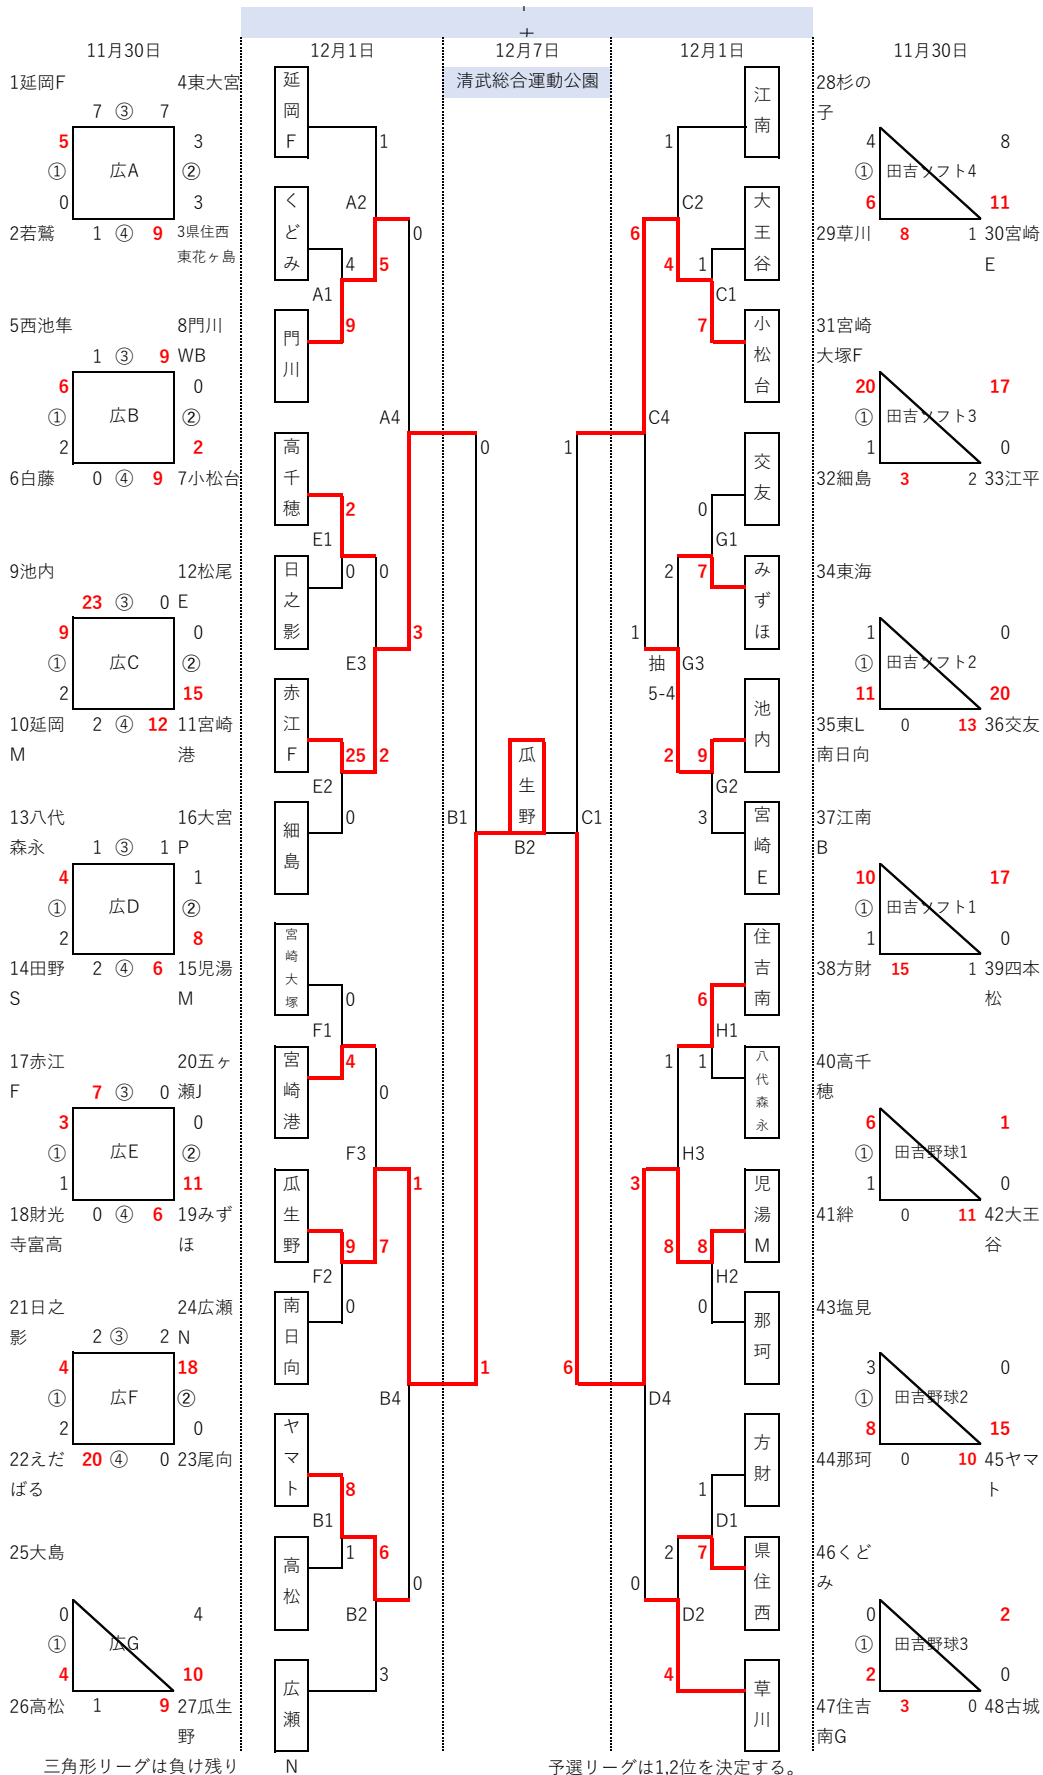 11月30日
12月1日
12月7日
12月1日
11月30日
清武総合運動公園
1延岡F
4東大宮
7 ③ 7
5
3
①
広A
②
0
3
2若鷲
1 ④ 9
3県住西
東花ヶ島
5西池隼
8門川
WB
1 ③ 9
6
0
①
広B
②
2
2
6白藤
0 ④ 9
7小松台
9池内
12松尾
E
23 ③ 0
9
0
①
広C
②
2
15
10延岡
M
2 ④ 12
11宮崎
港
13八代
森永
16大宮
P
1 ③ 1
4
1
①
広D
②
2
8
14田野
S
2 ④ 6
15児湯
M
17赤江
F
20五ヶ
瀬J
7 ③ 0
3
0
①
広E
②
1
11
18財光
寺富高
0 ④ 6
19みず
ほ
21日之
影
24広瀬
N
2 ③ 2
4
18
①
広F
②
2
0
22えだ
ばる
20 ④ 0
23尾向
25大島
0
4
①
広G
4
10
26高松
1
9
27瓜生
野
三角形リーグは負け残り
延岡F
くどみ
門川
高千穂
日之影
赤江F
細島
宮崎大塚
宮崎港
瓜生野
南日向
ヤマト
高松
広瀬N
1
A2
4
5
A1
9
0
A4
2
E1
0
0
E3
3
25
2
E2
0
0
F1
4
0
F3
1
9
7
F2
0
B4
8
B1
1
6
B2
0
3
0
B1
1
瓜生野
B2
1
C1
6
江南
大王谷
小松台
交友
みずほ
池内
宮崎E
住吉南
八代森永
児湯M
那珂
方財
県住西
草川
1
C2
6
4
1
C1
7
C4
0
G1
2
7
1
抽
5-4
G3
2
9
G2
3
6
H1
1
1
H3
3
8
8
H2
0
D4
1
D1
2
7
0
D2
4
予選リーグは1,2位を決定する。
28杉の
子
4
8
①
田吉ソフト4
6
11
29草川
8
1
30宮崎
E
31宮崎
大塚F
20
17
①
田吉ソフト3
1
0
32細島
3
2
33江平
34東海
1
0
①
田吉ソフト2
11
20
35東L
南日向
0
13
36交友
37江南
B
10
17
①
田吉ソフト1
1
0
38方財
15
1
39四本
松
40高千
穂
6
1
①
田吉野球1
1
0
41絆
0
11
42大王
谷
43塩見
3
0
①
田吉野球2
8
15
44那珂
0
10
45ヤマ
ト
46くど
み
0
2
①
田吉野球3
2
0
47住吉
南G
3
0
48古城